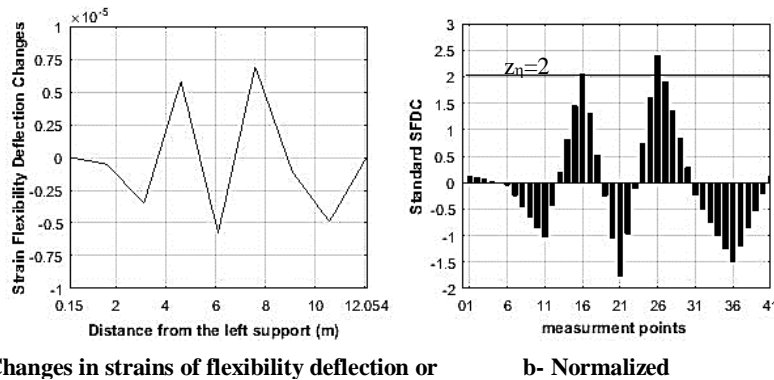 ×10⁻⁵
1
0.75
0.5
0.25
0
-0.25
-0.5
-0.75
-1
0.15 2 4 6 8 10 12.054
Strain Flexibility Deflection Changes
Distance from the left support (m)
3
2.5
2
1.5
1
0.5
0
-0.5
-1
-1.5
-2
01 6 11 16 21 26 31 36 41
Standard SFDC
zη=2
measurment points
Changes in strains of flexibility deflection or
b- Normalized